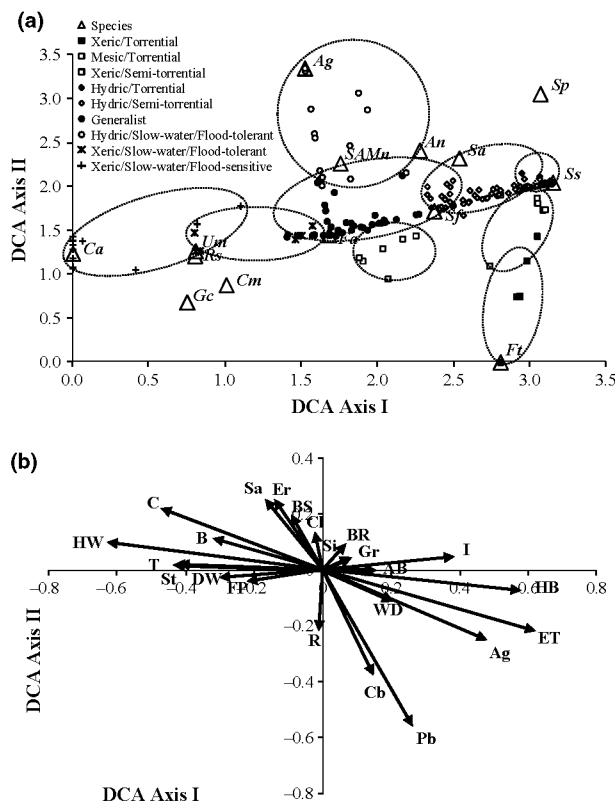 (a)
DCA Axis II
3.5
3.0
2.5
2.0
1.5
1.0
0.5
0.0
Species
Xeric/Torrential
Mesic/Torrential
Xeric/Semi-torrential
Hydric/Torrential
Hydric/Semi-torrential
Generalist
Hydric/Slow-water/Flood-tolerant
Xeric/Slow-water/Flood-tolerant
Xeric/Slow-water/Flood-sensitive
Ag
Sp
SAMn
An
Sa
Ss
Sf
Ca
Um
Rs
Cm
Gc
Ft
0.0 0.5 1.0 1.5 2.0 2.5 3.0 3.5
DCA Axis I
(b)
DCA Axis II
0.4
0.2
0
−0.2
−0.4
−0.6
−0.8
−0.8 −0.6 −0.4 −0.2 0 0.2 0.4 0.6 0.8
C
Sa Er
BS
CI
HW
B
Si
BR
Gr
I
T
St
DW
FP
AB
HB
WD
R
ET
Ag
Cb
Pb
DCA Axis I